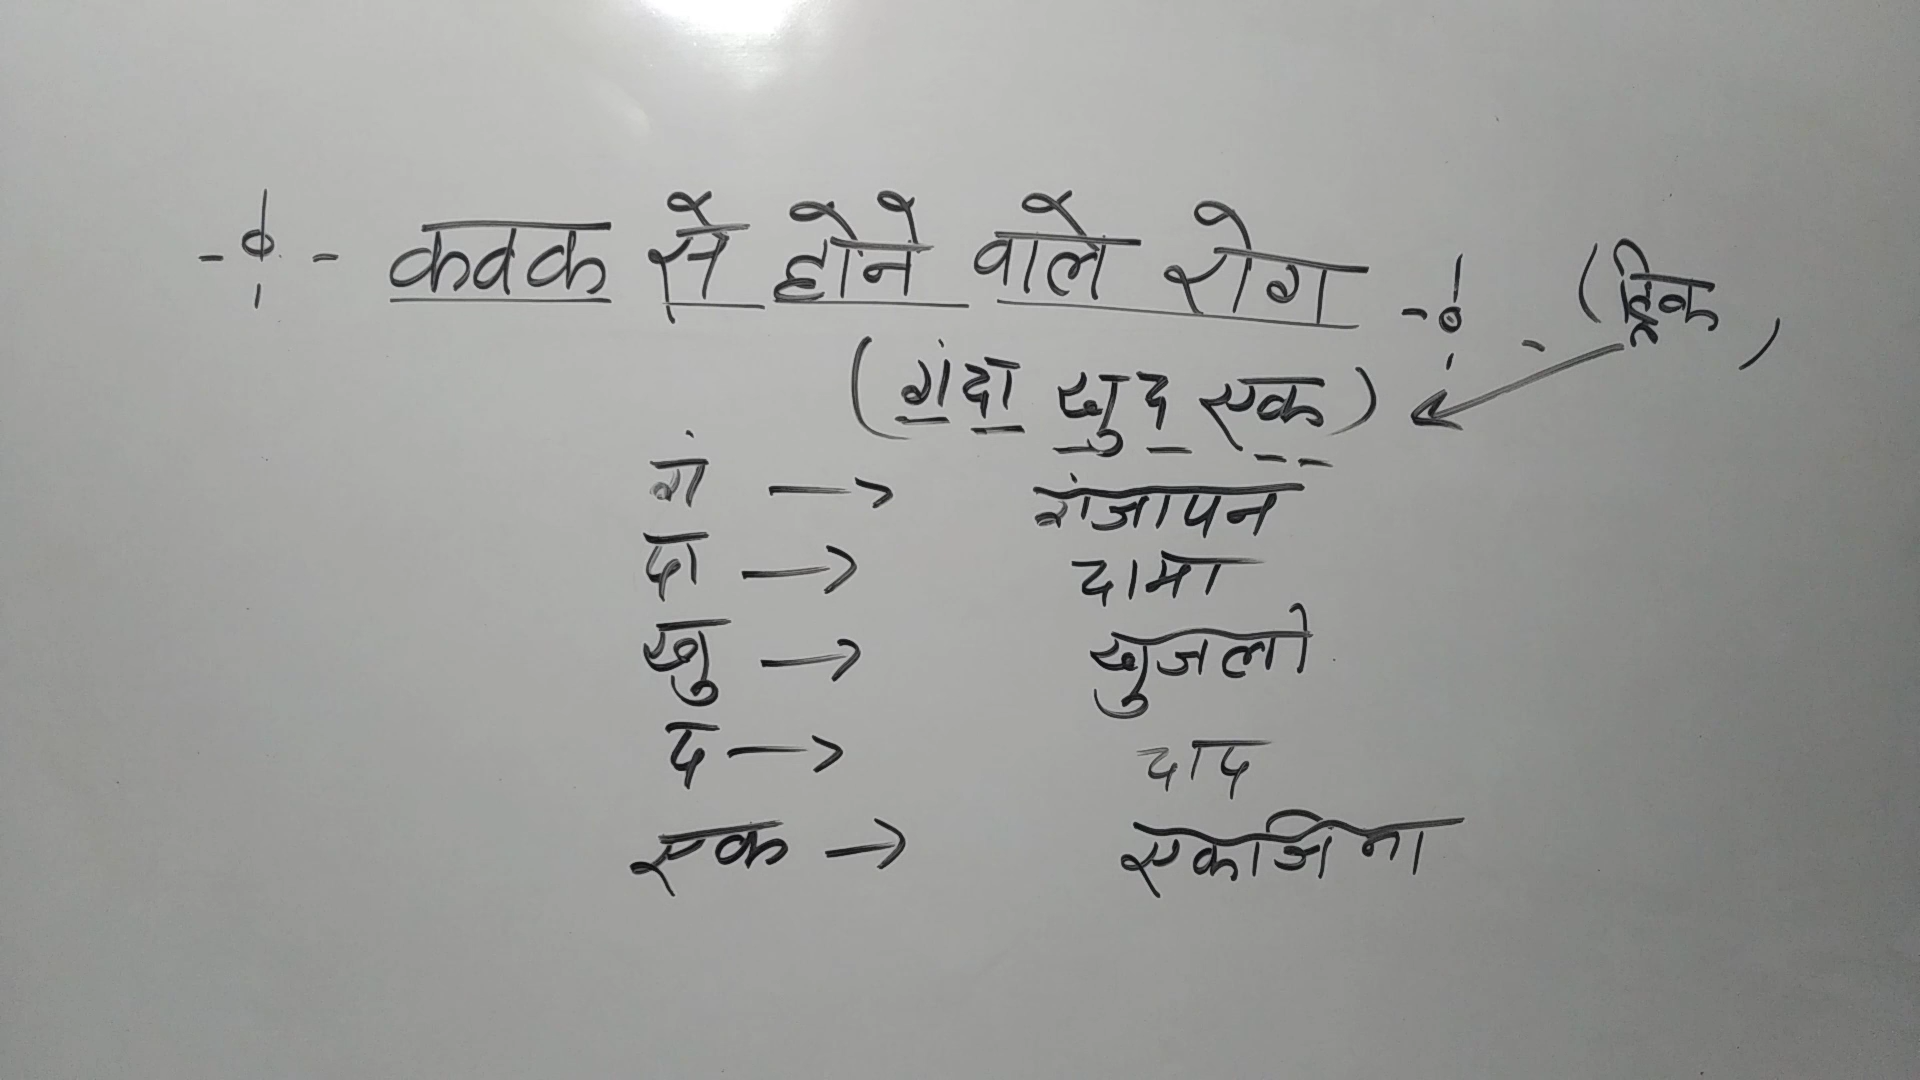 -:- कवक से होने वाले रोग -:- (ट्रिक)
(गंदा खुद एक)
गं → गंजापन
दा → दामा
खु → खुजली
द → दाद
एक → एकजिमा